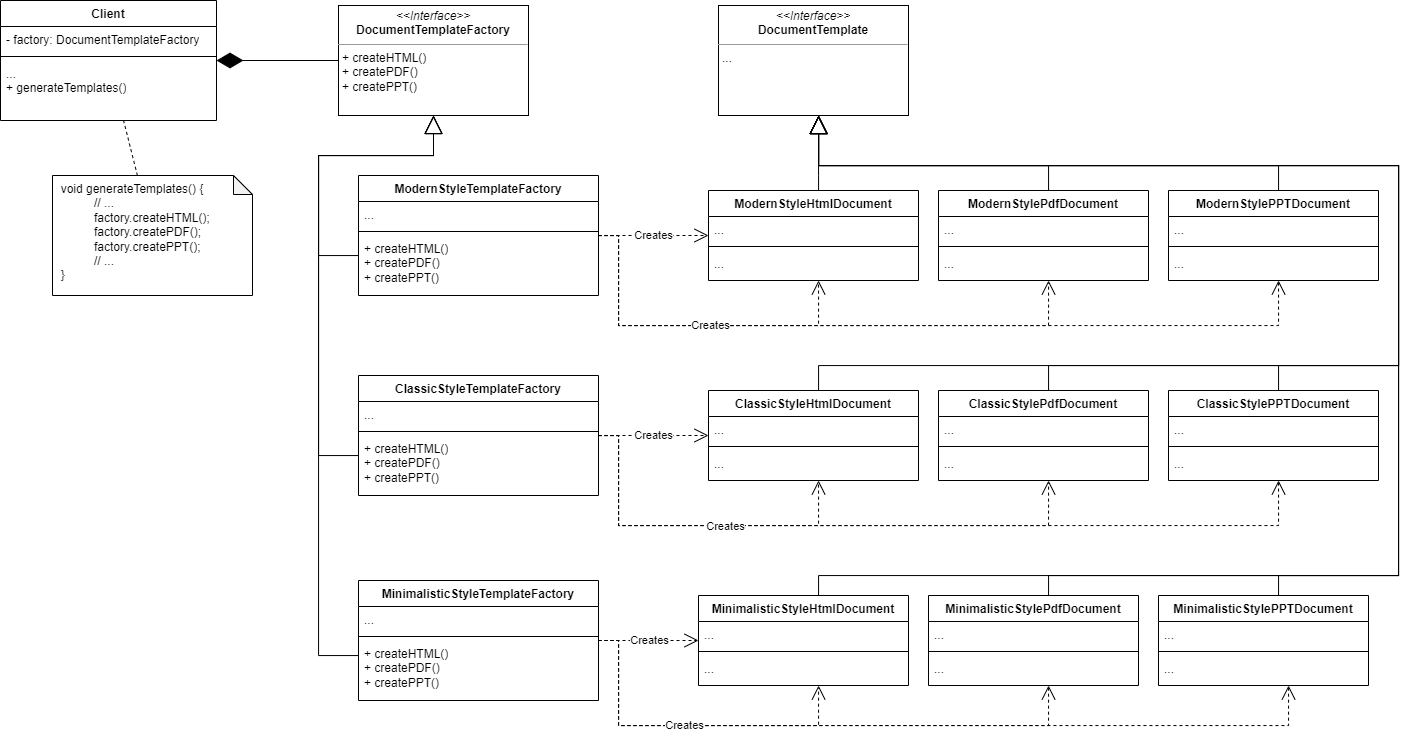 Client
- factory: DocumentTemplateFactory
...
+ generateTemplates()
<<Interface>>
DocumentTemplateFactory
+ createHTML()
+ createPDF()
+ createPPT()
<<Interface>>
DocumentTemplate
...
void generateTemplates() {
// ...
factory.createHTML();
factory.createPDF();
factory.createPPT();
// ...
}
ModernStyleTemplateFactory
...
+ createHTML()
+ createPDF()
+ createPPT()
Creates
Creates
ModernStyleHtmlDocument
...
...
ModernStylePdfDocument
...
...
ModernStylePPTDocument
...
...
ClassicStyleTemplateFactory
...
+ createHTML()
+ createPDF()
+ createPPT()
Creates
Creates
ClassicStyleHtmlDocument
...
...
ClassicStylePdfDocument
...
...
ClassicStylePPTDocument
...
...
MinimalisticStyleTemplateFactory
...
+ createHTML()
+ createPDF()
+ createPPT()
Creates
Creates
MinimalisticStyleHtmlDocument
...
...
MinimalisticStylePdfDocument
...
...
MinimalisticStylePPTDocument
...
...